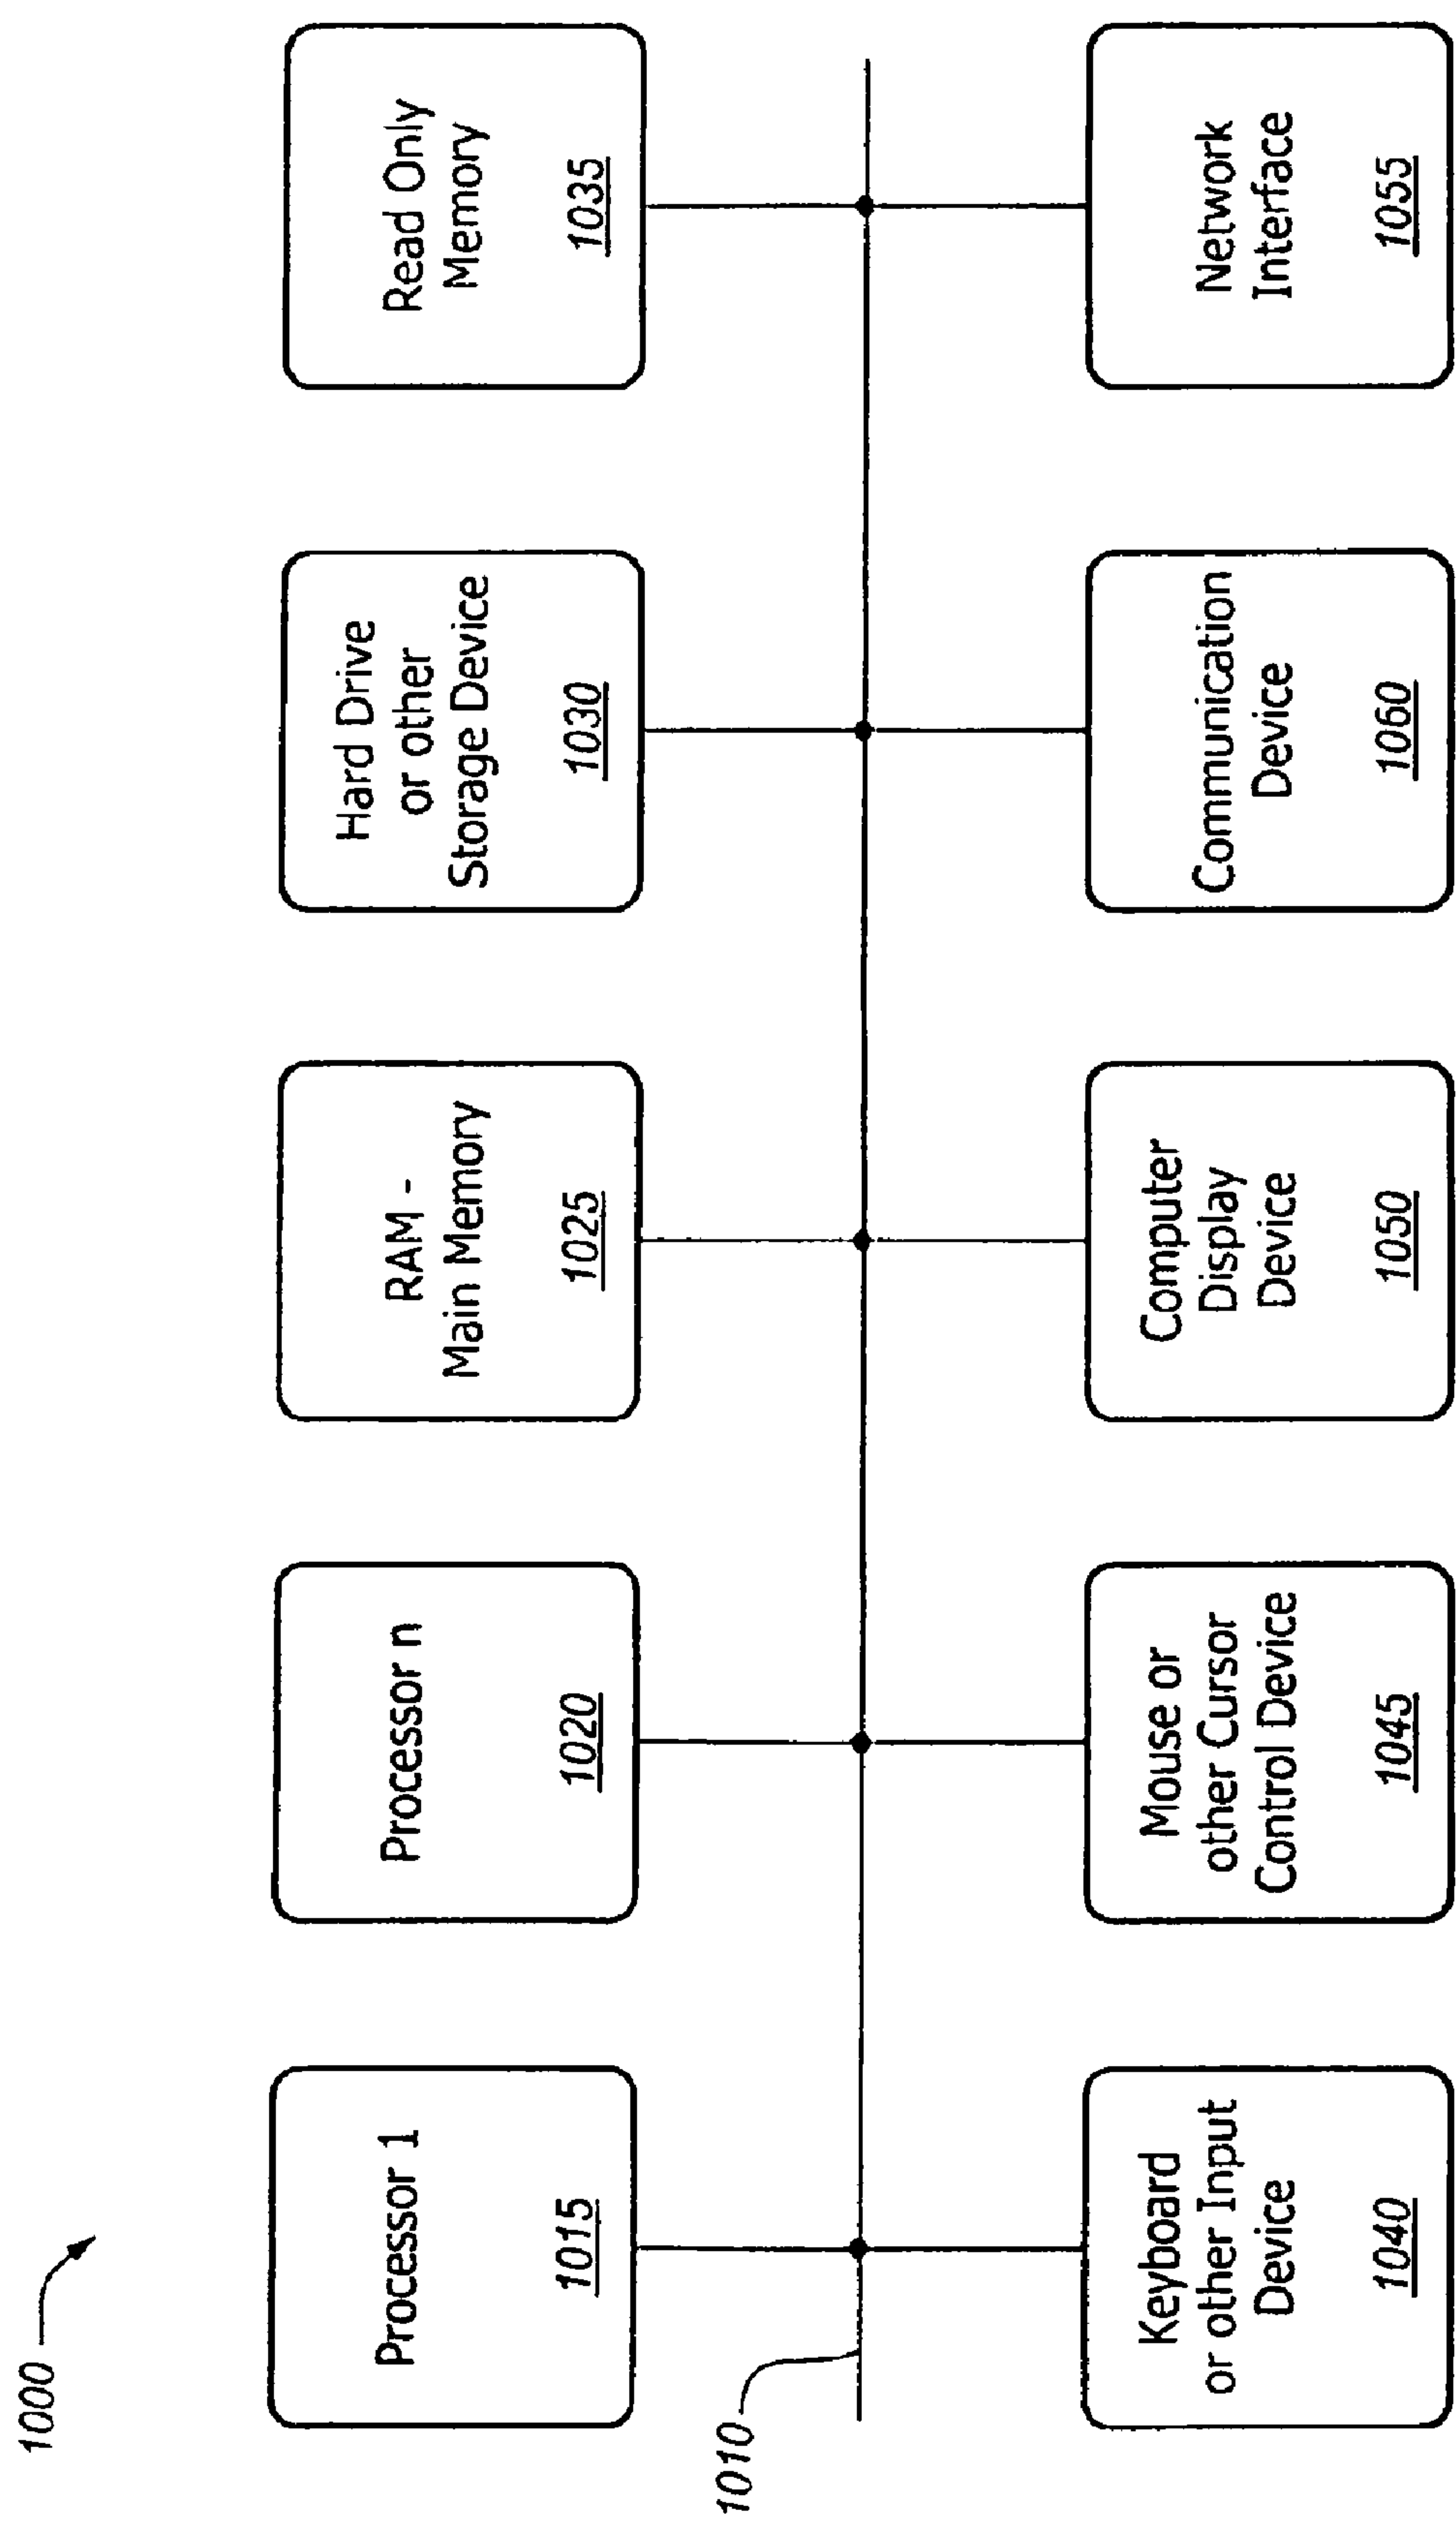 1000
Processor 1
1015
Processor n
1020
RAM -
Main Memory
1025
Hard Drive
or other
Storage Device
1030
Read Only
Memory
1035
1010
Keyboard
or other Input
Device
1040
Mouse or
other Cursor
Control Device
1045
Computer
Display
Device
1050
Communication
Device
1060
Network
Interface
1055